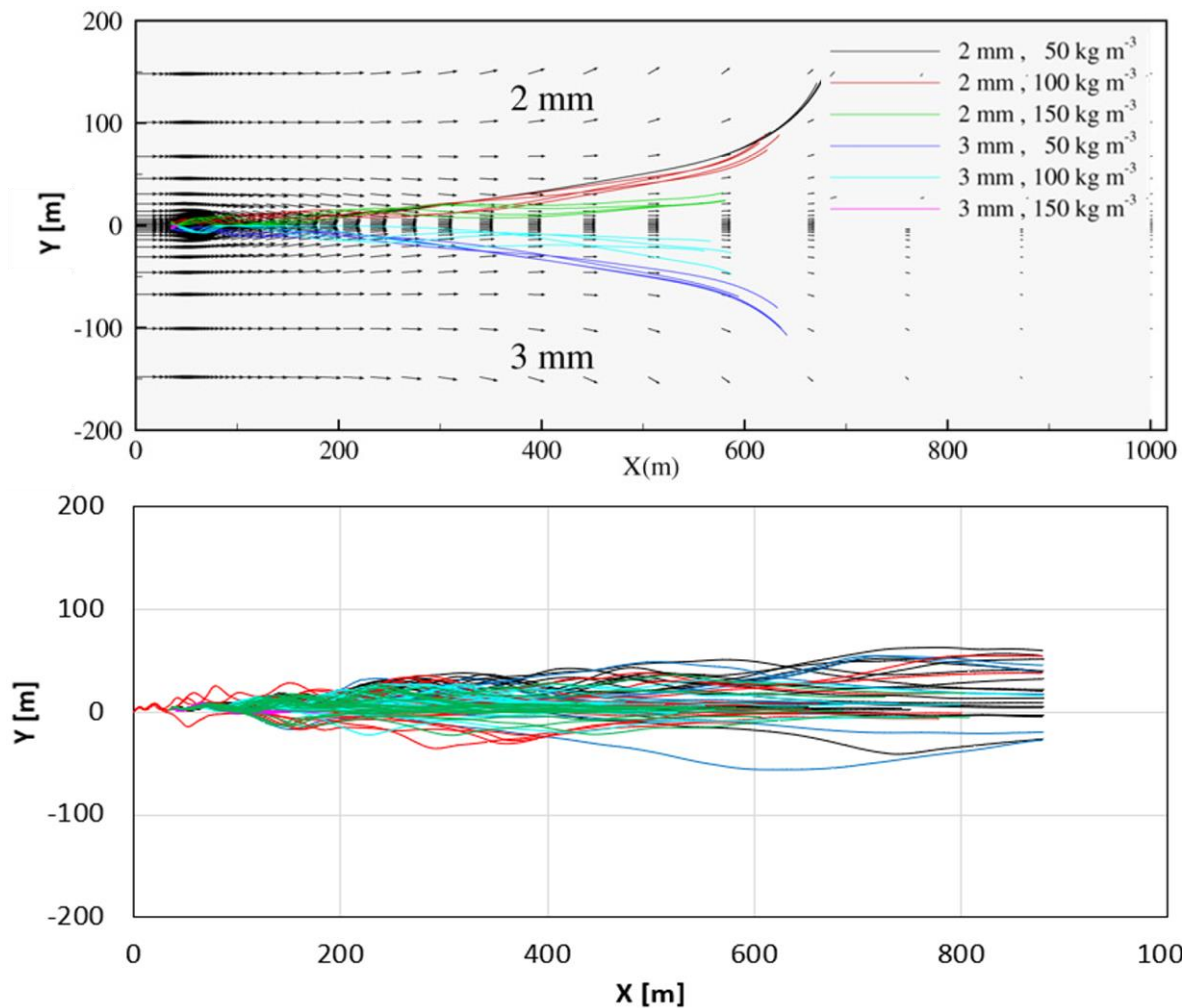 200
100
0
-100
-200
Y [m]
2 mm
3 mm
2 mm , 50 kg m-3
2 mm , 100 kg m-3
2 mm , 150 kg m-3
3 mm , 50 kg m-3
3 mm , 100 kg m-3
3 mm , 150 kg m-3
0 200 400 600 800 1000
X(m)
200
100
0
-100
-200
Y [m]
0 200 400 600 800 100
X [m]